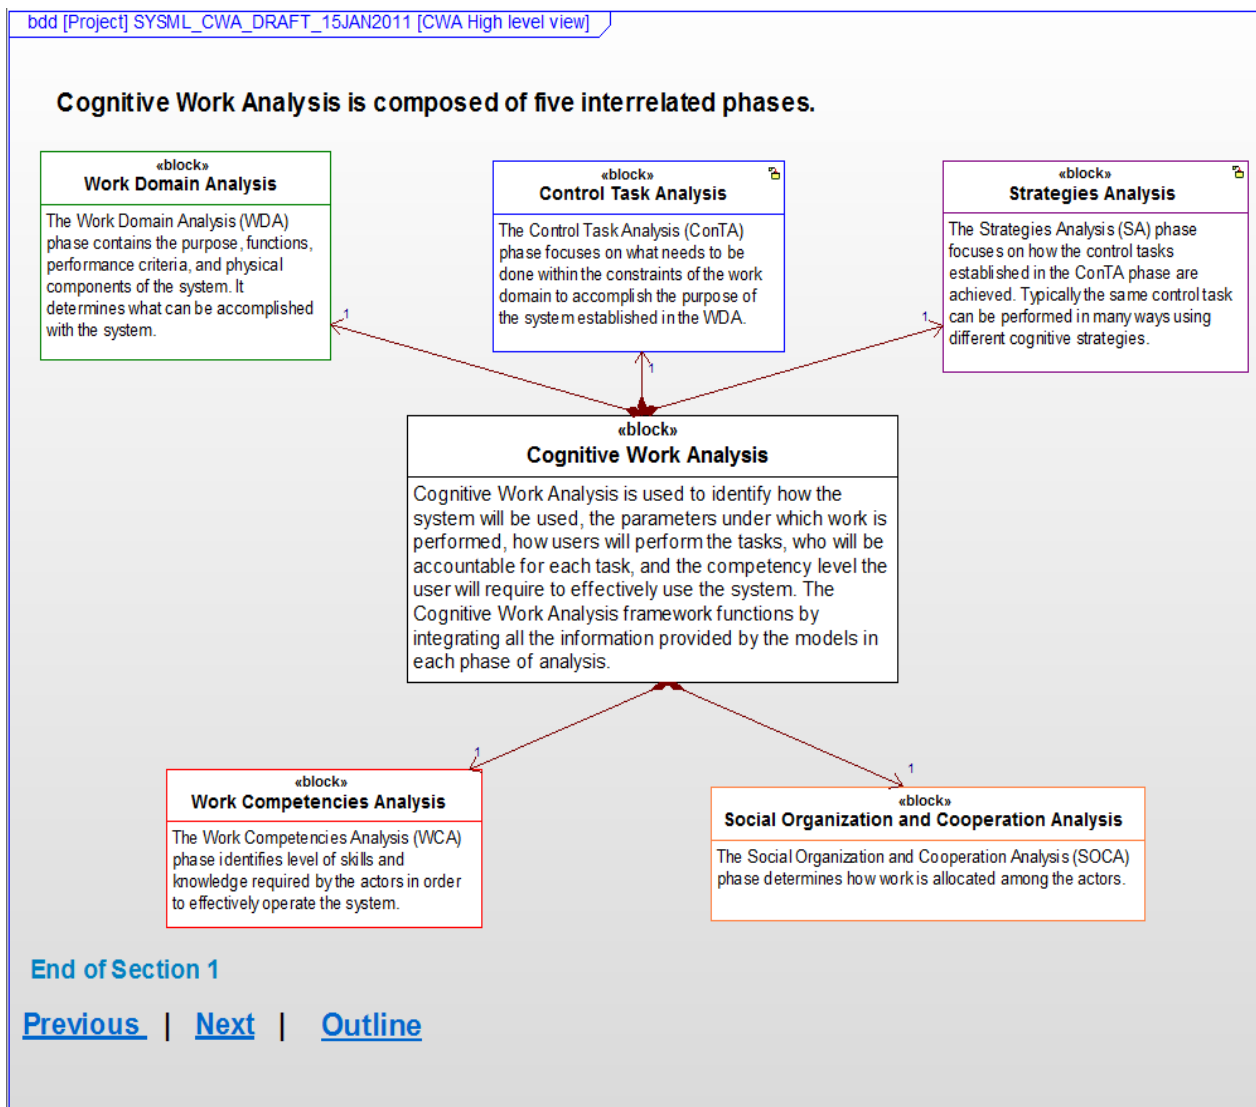 bdd [Project] SYSML_CWA_DRAFT_15JAN2011 [CWA High level view]
Cognitive Work Analysis is composed of five interrelated phases.
«block»
Work Domain Analysis
The Work Domain Analysis (WDA)
phase contains the purpose, functions,
performance criteria, and physical
components of the system. It
determines what can be accomplished
with the system.
1
«block»
Control Task Analysis
The Control Task Analysis (ConTA)
phase focuses on what needs to be
done within the constraints of the work
domain to accomplish the purpose of
the system established in the WDA.
1
«block»
Strategies Analysis
The Strategies Analysis (SA) phase
focuses on how the control tasks
established in the ConTA phase are
achieved. Typically the same control task
can be performed in many ways using
different cognitive strategies.
1
«block»
Cognitive Work Analysis
Cognitive Work Analysis is used to identify how the
system will be used, the parameters under which work is
performed, how users will perform the tasks, who will be
accountable for each task, and the competency level the
user will require to effectively use the system. The
Cognitive Work Analysis framework functions by
integrating all the information provided by the models in
each phase of analysis.
1
«block»
Work Competencies Analysis
The Work Competencies Analysis (WCA)
phase identifies level of skills and
knowledge required by the actors in order
to effectively operate the system.
1
«block»
Social Organization and Cooperation Analysis
The Social Organization and Cooperation Analysis (SOCA)
phase determines how work is allocated among the actors.
End of Section 1
Previous | Next | Outline